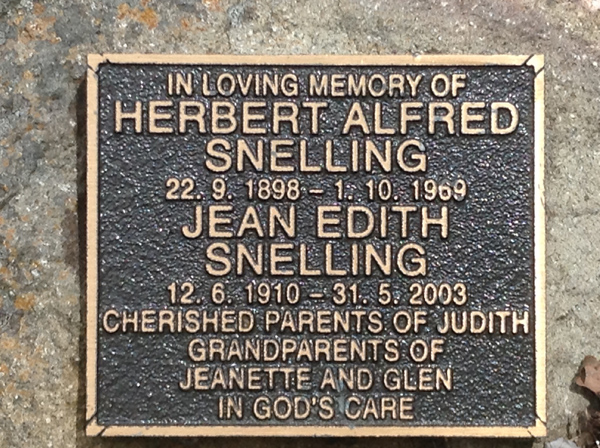 IN LOVING MEMORY OF
HERBERT ALFRED
SNELLING
22. 9. 1898 – 1. 10. 1969
JEAN EDITH
SNELLING
12. 6. 1910 – 31. 5. 2003
CHERISHED PARENTS OF JUDITH
GRANDPARENTS OF
JEANETTE AND GLEN
IN GOD'S CARE